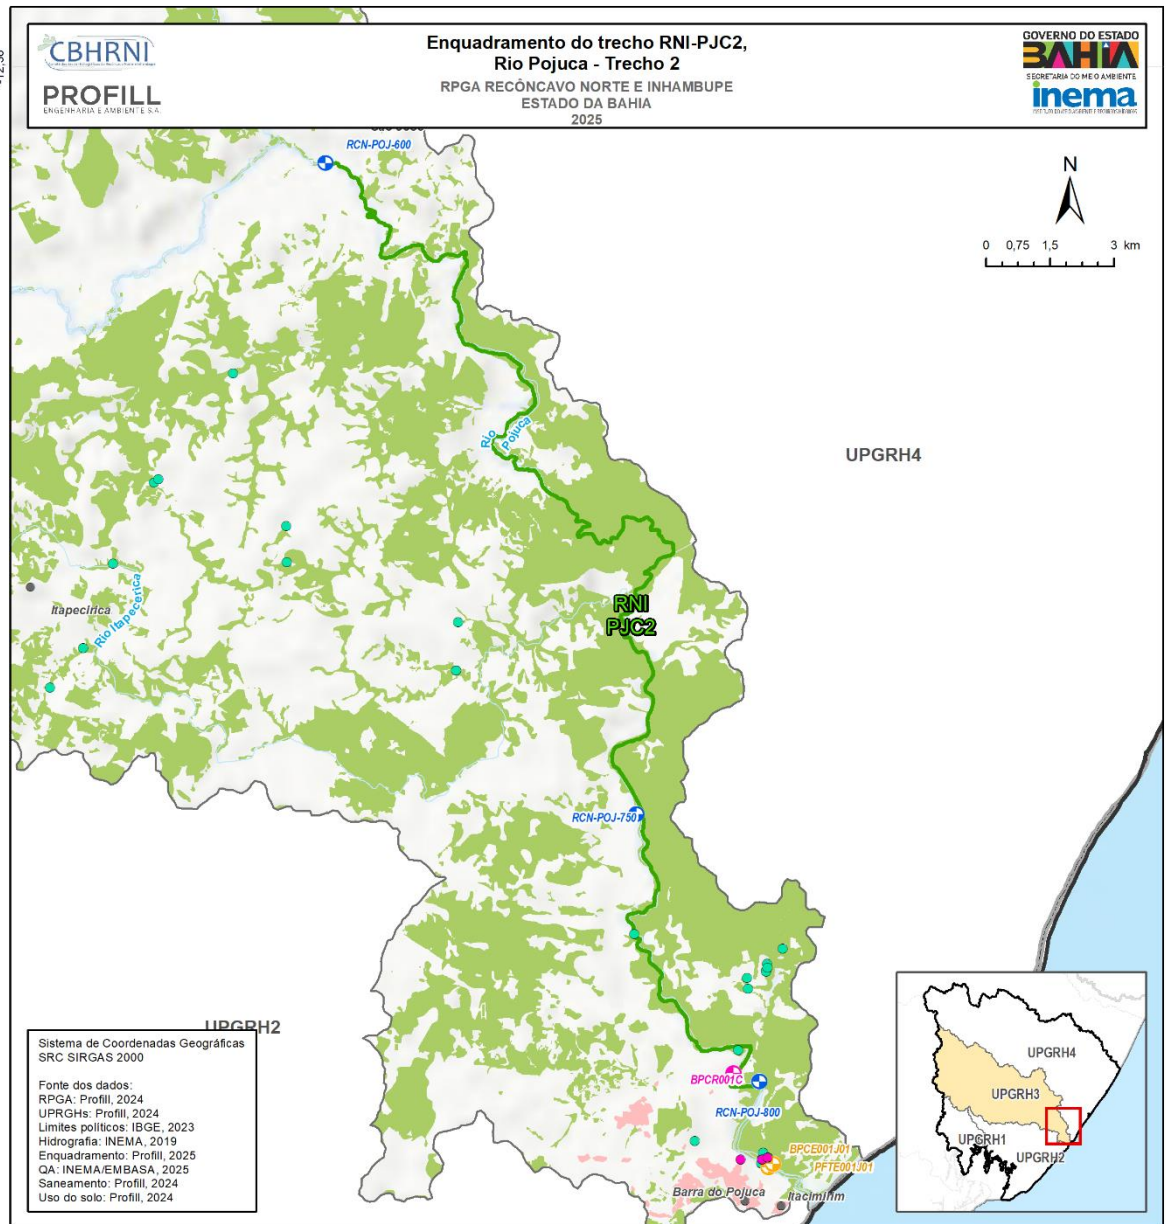 -12,50
CBHRNI
PROFILL
ENGENHARIA E AMBIENTE S.A.
Enquadramento do trecho RNI-PJC2,
Rio Pojuca - Trecho 2
RPGA RECÔNCAVO NORTE E INHAMBUPE
ESTADO DA BAHIA
2025
GOVERNO DO ESTADO
BAHIA
SECRETARIA DO MEIO AMBIENTE
inema
RCN-POJ-600
N
0 0,75 1,5 3 km
Rio Pojuca
UPGRH4
RNI
PJC2
Itapecirica
Rio Itapecerica
RCN-POJ-750
UPGRH2
BPCR001C
RCN-POJ-800
BPCE001J01
PFTE001J01
Barra do Pojuca
Itacimirim
Sistema de Coordenadas Geográficas
SRC SIRGAS 2000
Fonte dos dados:
RPGA: Profill, 2024
UPRGHs: Profill, 2024
Limites políticos: IBGE, 2023
Hidrografia: INEMA, 2019
Enquadramento: Profill, 2025
QA: INEMA/EMBASA, 2025
Saneamento: Profill, 2024
Uso do solo: Profill, 2024
UPGRH4
UPGRH3
UPGRH1
UPGRH2